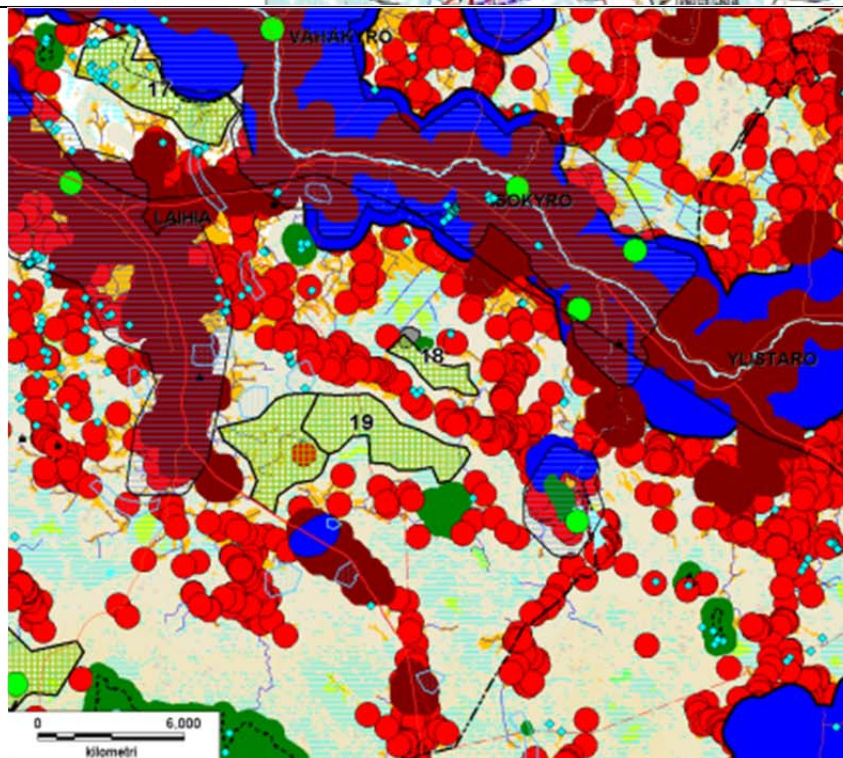 VÄHÄKYRÖ
17
ISOKYRÖ
LAIHIA
18
YLISTARO
19
0 6,000
kilometri